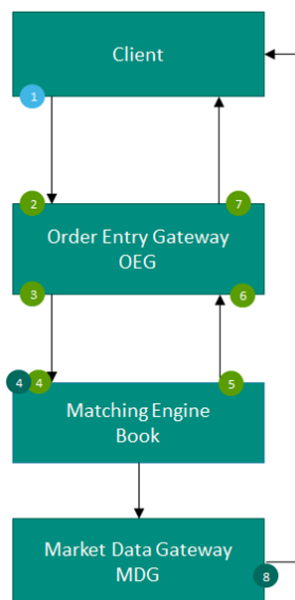 Client
1
2
7
Order Entry Gateway
OEG
3
6
4 4
5
Matching Engine
Book
Market Data Gateway
MDG
8